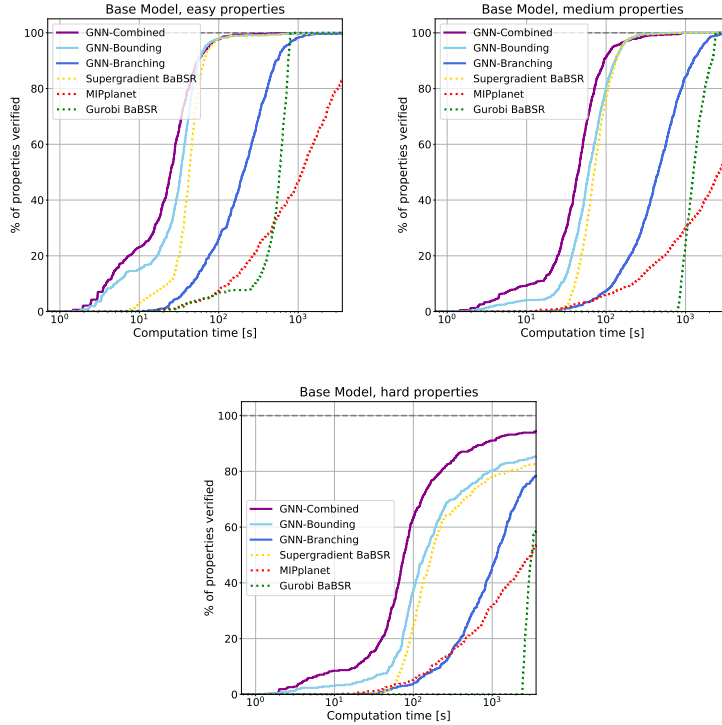 Base Model, easy properties
100
80
60
40
20
0
% of properties verified
GNN-Combined
GNN-Bounding
GNN-Branching
Supergradient BaBSR
MIPplanet
Gurobi BaBSR
10⁰ 10¹ 10² 10³
Computation time [s]
Base Model, medium properties
100
80
60
40
20
0
% of properties verified
GNN-Combined
GNN-Bounding
GNN-Branching
Supergradient BaBSR
MIPplanet
Gurobi BaBSR
10⁰ 10¹ 10² 10³
Computation time [s]
Base Model, hard properties
100
80
60
40
20
0
% of properties verified
GNN-Combined
GNN-Bounding
GNN-Branching
Supergradient BaBSR
MIPplanet
Gurobi BaBSR
10⁰ 10¹ 10² 10³
Computation time [s]